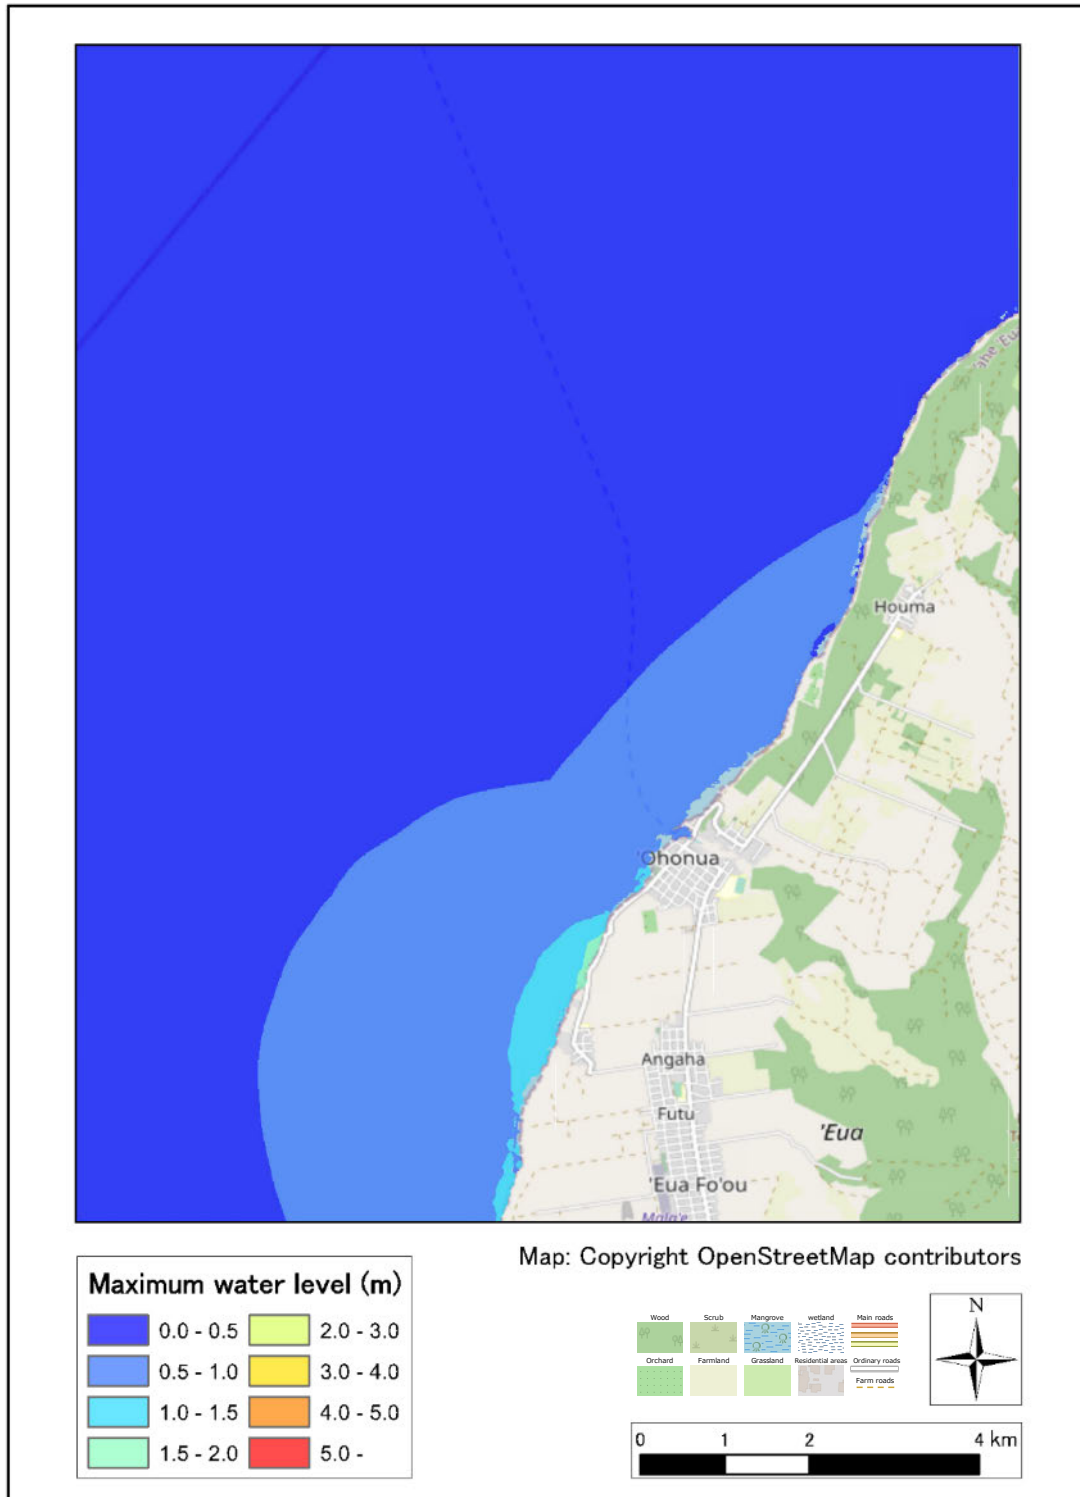 'ahe 'Eu
Houma
'Ohonua
Angaha
Futu
'Eua
'Eua Fo'ou
Mala'e
Map: Copyright OpenStreetMap contributors
Maximum water level (m)
0.0 - 0.5 2.0 - 3.0
0.5 - 1.0 3.0 - 4.0
1.0 - 1.5 4.0 - 5.0
1.5 - 2.0 5.0 -
Wood Scrub Mangrove wetland Main roads
Orchard Farmland Grassland Residential areas Ordinary roads
Farm roads
N
0 1 2 4 km